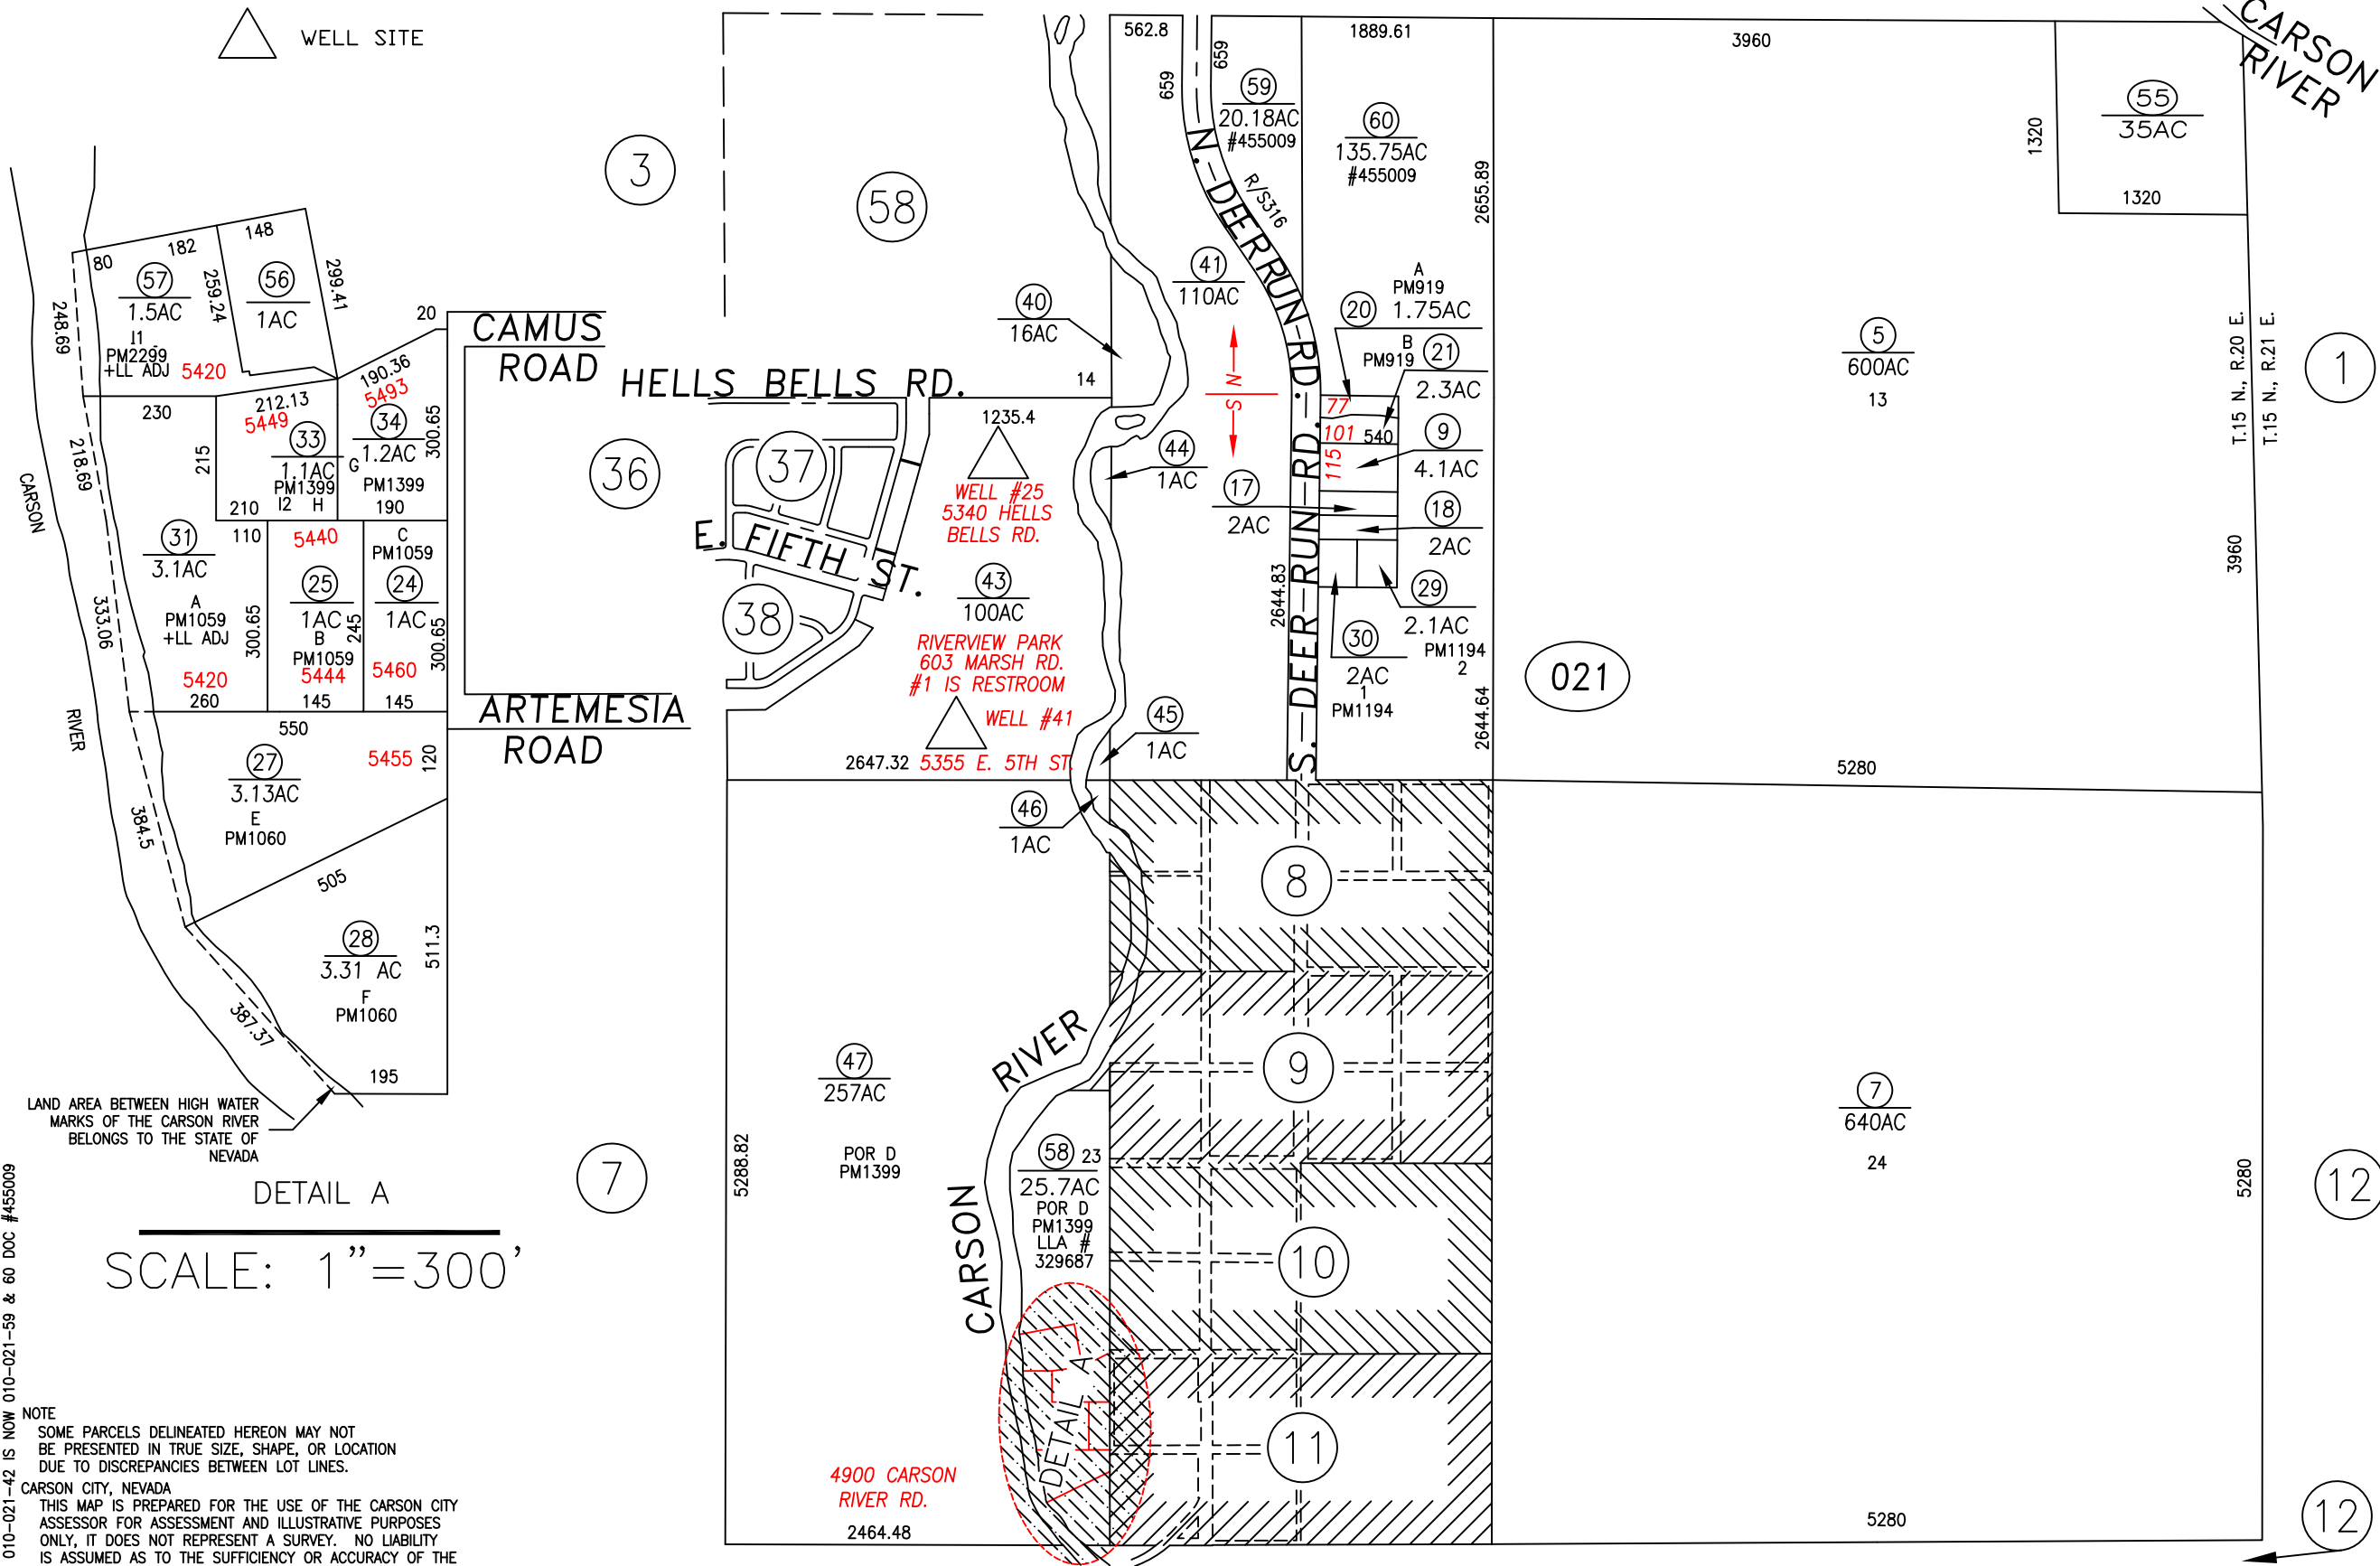 WELL SITE
3
58
562.8
659
659
1889.61
3960
CARSON
RIVER
59
20.18AC
#455009
60
135.75AC
#455009
55
35AC
1320
1320
2655.89
N. DEER RUN RD.
R/S316
41
110AC
40
16AC
14
N
S
A
PM919
20
1.75AC
B
PM919
21
2.3AC
77
101
540
115
9
4.1AC
17
2AC
18
2AC
29
2.1AC
PM1194
2
30
2AC
1
PM1194
2644.83
2644.64
S. DEER RUN RD.
5
600AC
13
T.15 N., R.20 E.
T.15 N., R.21 E.
1
3960
021
5280
148
182
80
57
1.5AC
I1
PM2299
+LL ADJ
5420
259.24
56
1AC
299.41
248.69
20
190.36
5493
230
212.13
5449
33
1.1AC
PM1399
I2 H
34
1.2AC
G
PM1399
300.65
215
210
190
218.69
CARSON
RIVER
31
3.1AC
A
PM1059
+LL ADJ
5420
260
110
300.65
5440
25
1AC
B
PM1059
5444
145
245
C
PM1059
24
1AC
5460
145
300.65
333.06
550
27
3.13AC
E
PM1060
5455
120
384.5
505
28
3.31 AC
F
PM1060
511.3
387.37
195
CAMUS
ROAD
ARTEMESIA
ROAD
HELLS BELLS RD.
36
37
38
E. FIFTH ST.
1235.4
WELL #25
5340 HELLS
BELLS RD.
43
100AC
RIVERVIEW PARK
603 MARSH RD.
#1 IS RESTROOM
WELL #41
2647.32
5355 E. 5TH ST.
44
1AC
45
1AC
46
1AC
8
9
10
11
47
257AC
POR D
PM1399
5288.82
7
RIVER
CARSON
58
23
25.7AC
POR D
PM1399
LLA #
329687
DETAIL A
4900 CARSON
RIVER RD.
2464.48
7
640AC
24
5280
5280
12
12
LAND AREA BETWEEN HIGH WATER
MARKS OF THE CARSON RIVER
BELONGS TO THE STATE OF
NEVADA
DETAIL A
SCALE: 1"=300'
010-021-42 IS NOW 010-021-59 & 60 DOC #455009
NOTE
SOME PARCELS DELINEATED HEREON MAY NOT
BE PRESENTED IN TRUE SIZE, SHAPE, OR LOCATION
DUE TO DISCREPANCIES BETWEEN LOT LINES.
CARSON CITY, NEVADA
THIS MAP IS PREPARED FOR THE USE OF THE CARSON CITY
ASSESSOR FOR ASSESSMENT AND ILLUSTRATIVE PURPOSES
ONLY, IT DOES NOT REPRESENT A SURVEY. NO LIABILITY
IS ASSUMED AS TO THE SUFFICIENCY OR ACCURACY OF THE